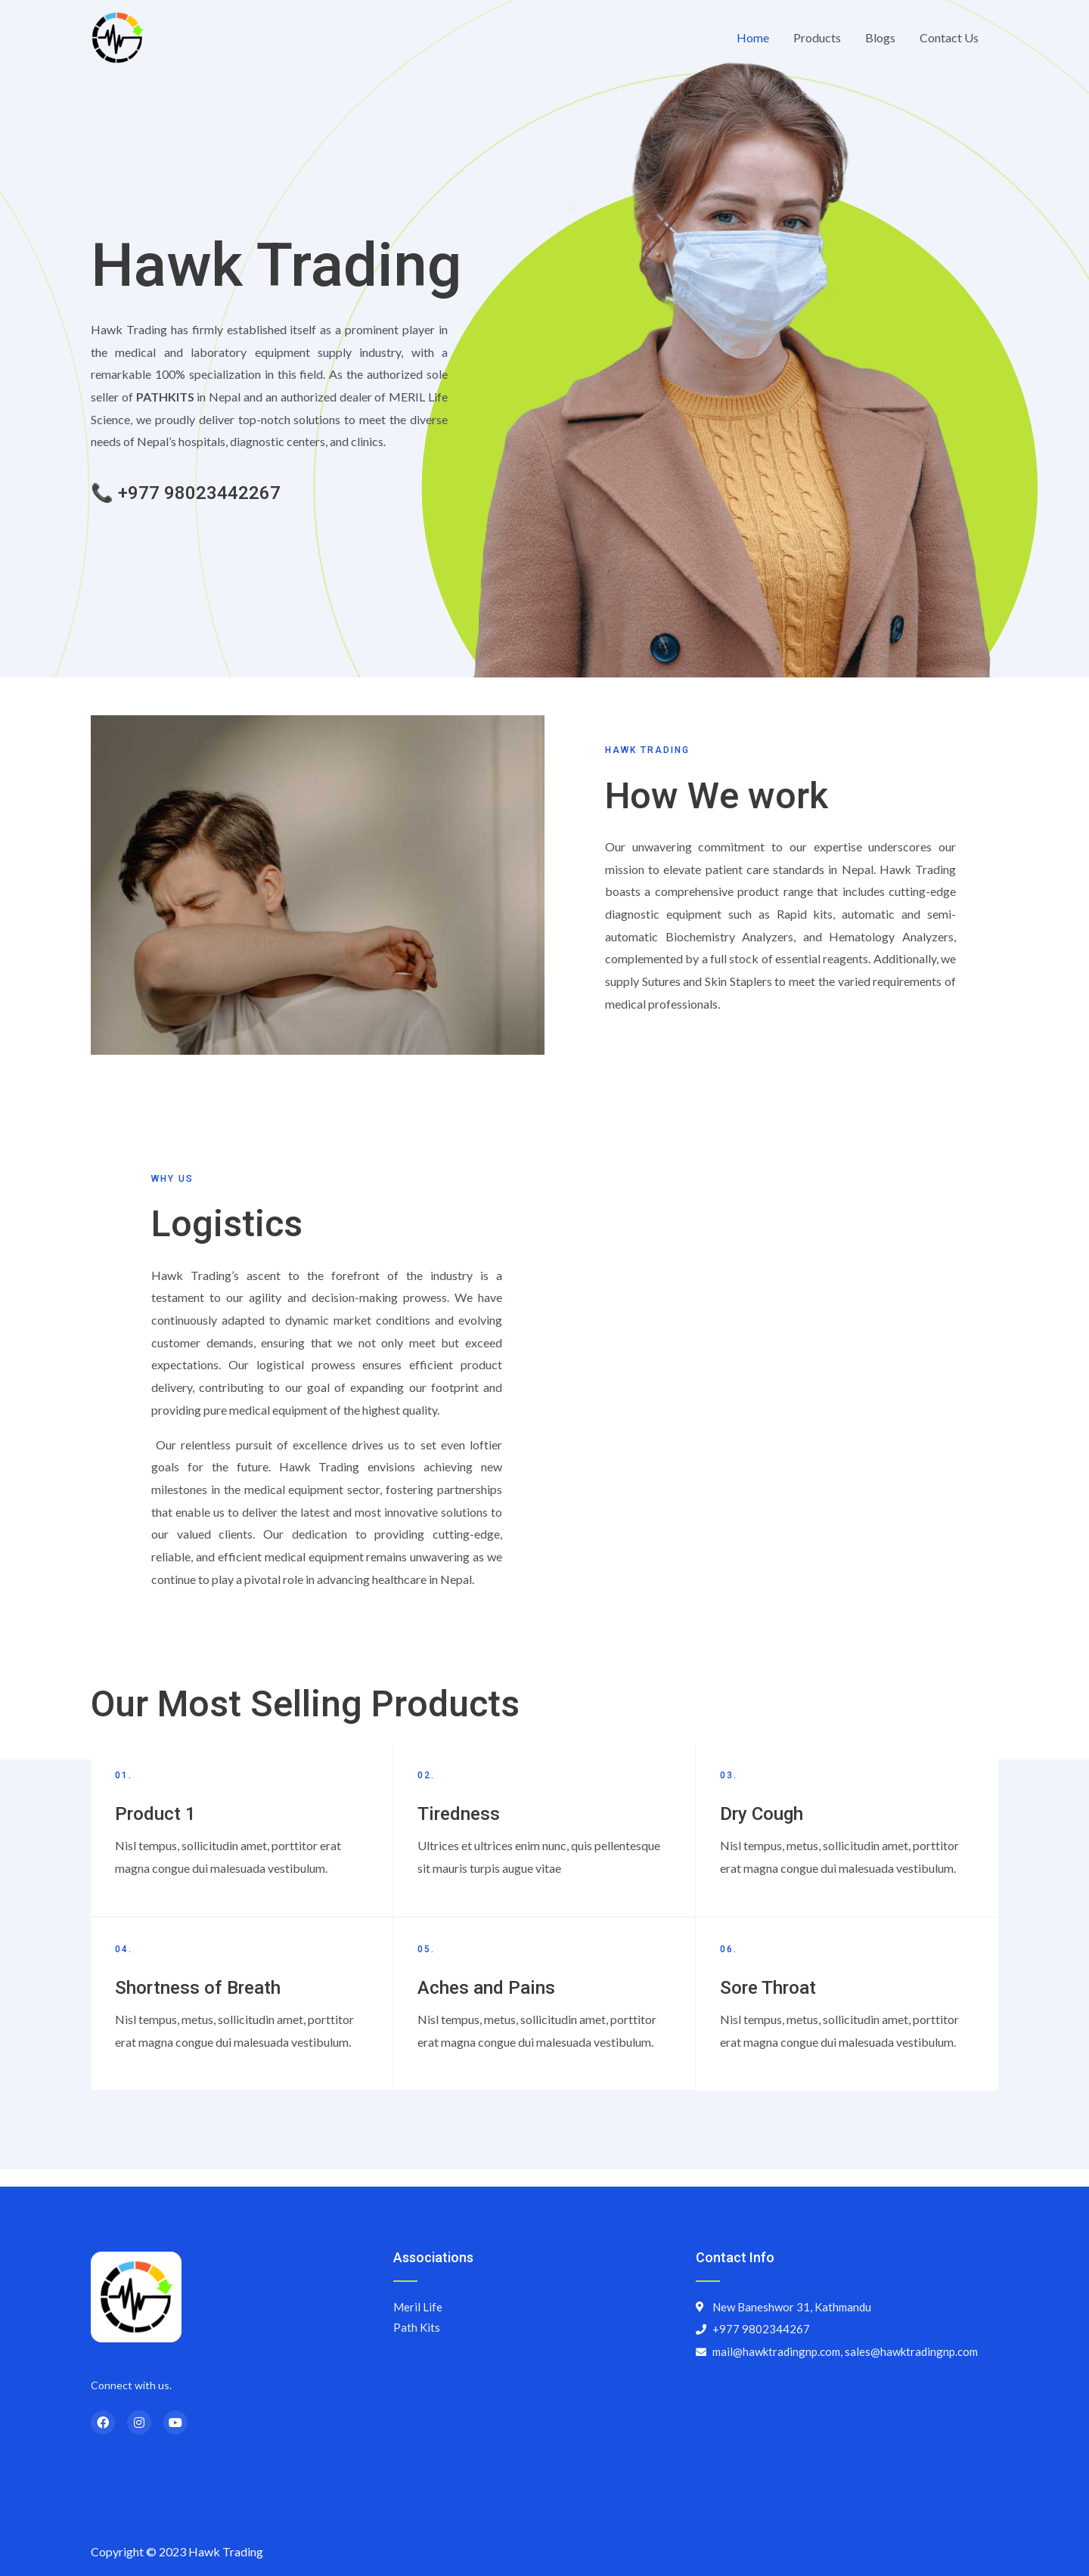 Home Products Blogs Contact Us
Hawk Trading
Hawk Trading has firmly established itself as a prominent player in
the medical and laboratory equipment supply industry, with a
remarkable 100% specialization in this field. As the authorized sole
seller of PATHKITS in Nepal and an authorized dealer of MERIL Life
Science, we proudly deliver top-notch solutions to meet the diverse
needs of Nepal’s hospitals, diagnostic centers, and clinics.
📞 +977 98023442267
HAWK TRADING
How We work
Our unwavering commitment to our expertise underscores our
mission to elevate patient care standards in Nepal. Hawk Trading
boasts a comprehensive product range that includes cutting-edge
diagnostic equipment such as Rapid kits, automatic and semi-
automatic Biochemistry Analyzers, and Hematology Analyzers,
complemented by a full stock of essential reagents. Additionally, we
supply Sutures and Skin Staplers to meet the varied requirements of
medical professionals.
WHY US
Logistics
Hawk Trading’s ascent to the forefront of the industry is a
testament to our agility and decision-making prowess. We have
continuously adapted to dynamic market conditions and evolving
customer demands, ensuring that we not only meet but exceed
expectations. Our logistical prowess ensures efficient product
delivery, contributing to our goal of expanding our footprint and
providing pure medical equipment of the highest quality.
Our relentless pursuit of excellence drives us to set even loftier
goals for the future. Hawk Trading envisions achieving new
milestones in the medical equipment sector, fostering partnerships
that enable us to deliver the latest and most innovative solutions to
our valued clients. Our dedication to providing cutting-edge,
reliable, and efficient medical equipment remains unwavering as we
continue to play a pivotal role in advancing healthcare in Nepal.
Our Most Selling Products
01.
Product 1
Nisl tempus, sollicitudin amet, porttitor erat
magna congue dui malesuada vestibulum.
02.
Tiredness
Ultrices et ultrices enim nunc, quis pellentesque
sit mauris turpis augue vitae
03.
Dry Cough
Nisl tempus, metus, sollicitudin amet, porttitor
erat magna congue dui malesuada vestibulum.
04.
Shortness of Breath
Nisl tempus, metus, sollicitudin amet, porttitor
erat magna congue dui malesuada vestibulum.
05.
Aches and Pains
Nisl tempus, metus, sollicitudin amet, porttitor
erat magna congue dui malesuada vestibulum.
06.
Sore Throat
Nisl tempus, metus, sollicitudin amet, porttitor
erat magna congue dui malesuada vestibulum.
Connect with us.
Associations
Meril Life
Path Kits
Contact Info
New Baneshwor 31, Kathmandu
+977 9802344267
mail@hawktradingnp.com, sales@hawktradingnp.com
Copyright © 2023 Hawk Trading